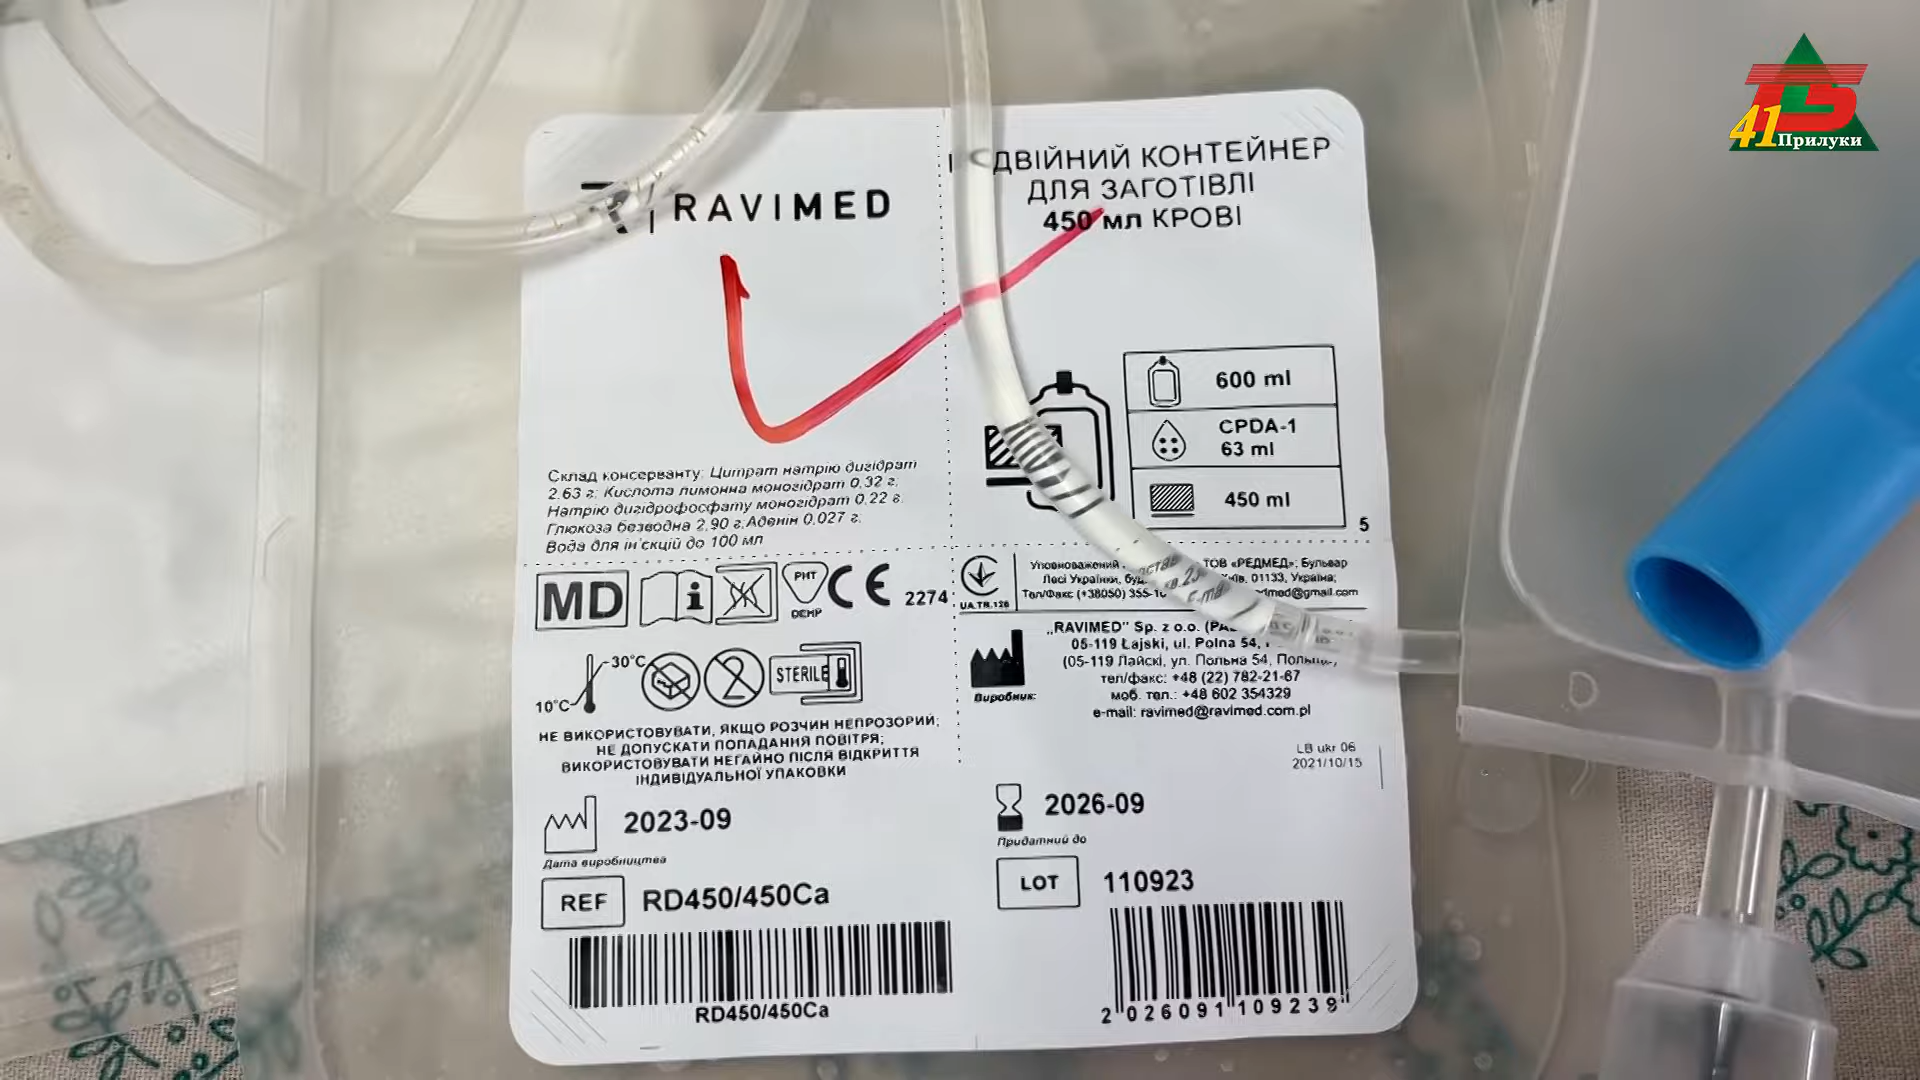 41 Прилуки
RAVIMED
ДВІЙНИЙ КОНТЕЙНЕР
ДЛЯ ЗАГОТІВЛІ
450 мл КРОВІ
600 ml
CPDA-1
63 ml
450 ml
5
Склад консерванту: Цитрат натрію дигідрат
2.63 г; Кислота лимонна моногідрат 0,32 г;
Натрію дигідрофосфату моногідрат 0,22 г.
Глюкоза безводна 2,90 г, Аденін 0,027 г.
Вода для ін'єкцій до 100 мл
MD
i
PHT
DEHP
CE 2274
10°C
30°C
2
STERILE
НЕ ВИКОРИСТОВУВАТИ, ЯКЩО РОЗЧИН НЕПРОЗОРИЙ;
НЕ ДОПУСКАТИ ПОПАДАННЯ ПОВІТРЯ;
ВИКОРИСТОВУВАТИ НЕГАЙНО ПІСЛЯ ВІДКРИТТЯ
ІНДИВІДУАЛЬНОЇ УПАКОВКИ
UA.TR.126
Уповноважений ТОВ «РЕДМЕД»; Бульвар
Лесі Українки, 01133, Україна;
Тел/Факс (+38050)
Виробник:
„RAVIMED” Sp. z o.o.
05-119 Łajski, ul. Polna 54,
(05-119 Лайскі, ул. Польна 54,
тел/факс: +48 (22) 782-21-67
моб. тел.: +48 602 354329
e-mail: ravimed@ravimed.com.pl
LB ukr 06
2021/10/15
2023-09
Дата виробництва
2026-09
Придатний до
REF RD450/450Ca
LOT 110923
RD450/450Ca
2 026091 109239